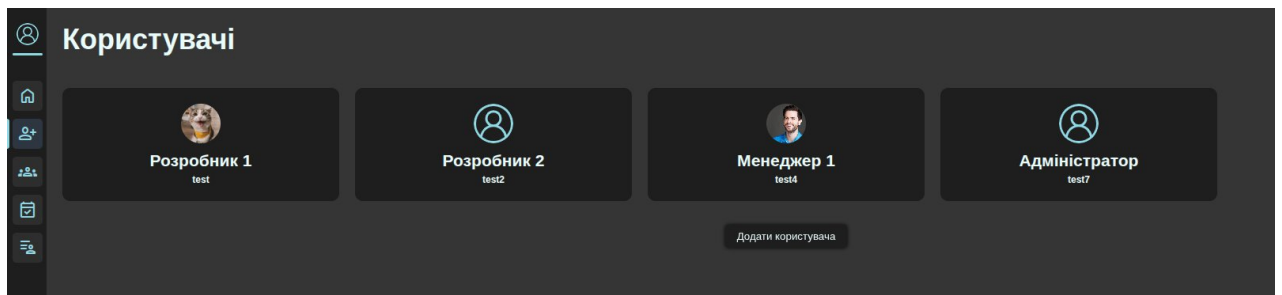 Користувачі
Розробник 1
test
Розробник 2
test2
Менеджер 1
test4
Адміністратор
test7
Додати користувача